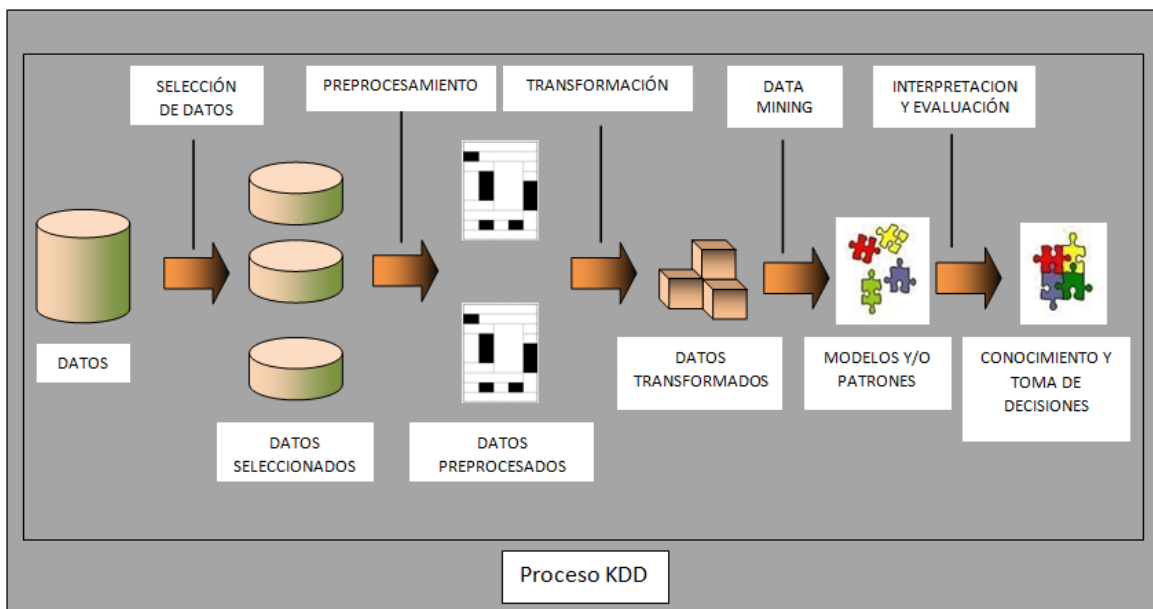 SELECCIÓN
DE DATOS
PREPROCESAMIENTO
TRANSFORMACIÓN
DATA
MINING
INTERPRETACION
Y EVALUACIÓN
DATOS
DATOS
SELECCIONADOS
DATOS
PREPROCESADOS
DATOS
TRANSFORMADOS
MODELOS Y/O
PATRONES
CONOCIMIENTO Y
TOMA DE
DECISIONES
Proceso KDD